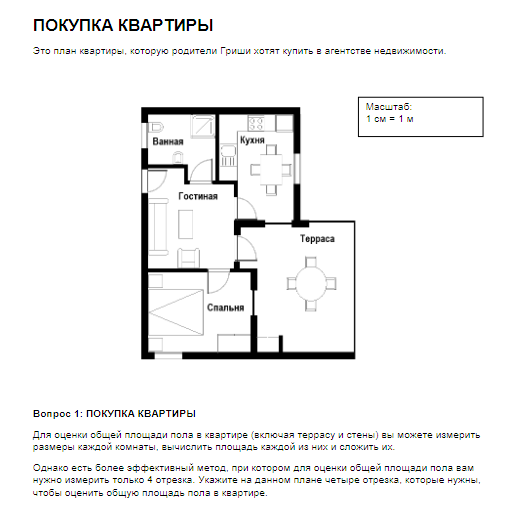 ПОКУПКА КВАРТИРЫ
Это план квартиры, которую родители Гриши хотят купить в агентстве недвижимости.
Масштаб:
1 см = 1 м
Ванная
Кухня
Гостиная
Терраса
Спальня
Вопрос 1: ПОКУПКА КВАРТИРЫ
Для оценки общей площади пола в квартире (включая террасу и стены) вы можете измерить
размеры каждой комнаты, вычислить площадь каждой из них и сложить их.
Однако есть более эффективный метод, при котором для оценки общей площади пола вам
нужно измерить только 4 отрезка. Укажите на данном плане четыре отрезка, которые нужны,
чтобы оценить общую площадь пола в квартире.